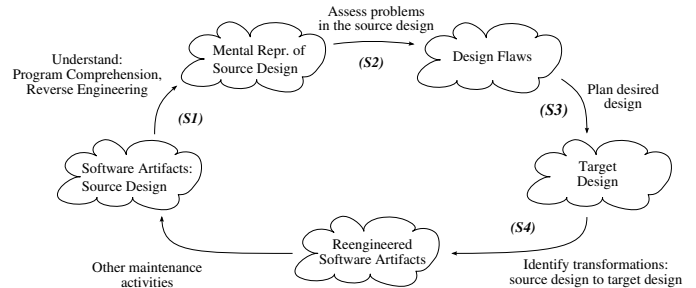 Assess problems
in the source design
Understand:
Program Comprehension,
Reverse Engineering
Mental Repr. of
Source Design
(S2)
Design Flaws
(S1)
(S3)
Plan desired
design
Software Artifacts:
Source Design
Target
Design
(S4)
Reengineered
Software Artifacts
Other maintenance
activities
Identify transformations:
source design to target design